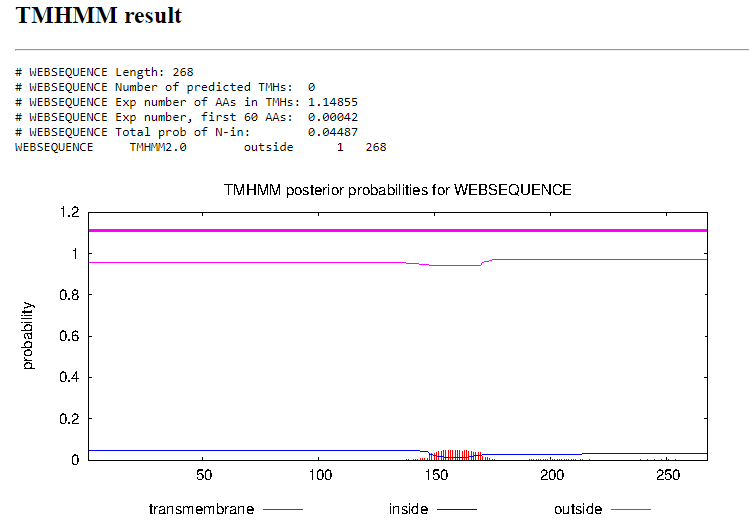 TMHMM result
# WEBSEQUENCE Length: 268
# WEBSEQUENCE Number of predicted TMHs:  0
# WEBSEQUENCE Exp number of AAs in TMHs: 1.14855
# WEBSEQUENCE Exp number, first 60 AAs:  0.00042
# WEBSEQUENCE Total prob of N-in:        0.04487
WEBSEQUENCE     TMHMM2.0        outside      1   268
TMHMM posterior probabilities for WEBSEQUENCE
1.2
1
0.8
0.6
0.4
0.2
0
probability
50 100 150 200 250
transmembrane inside outside